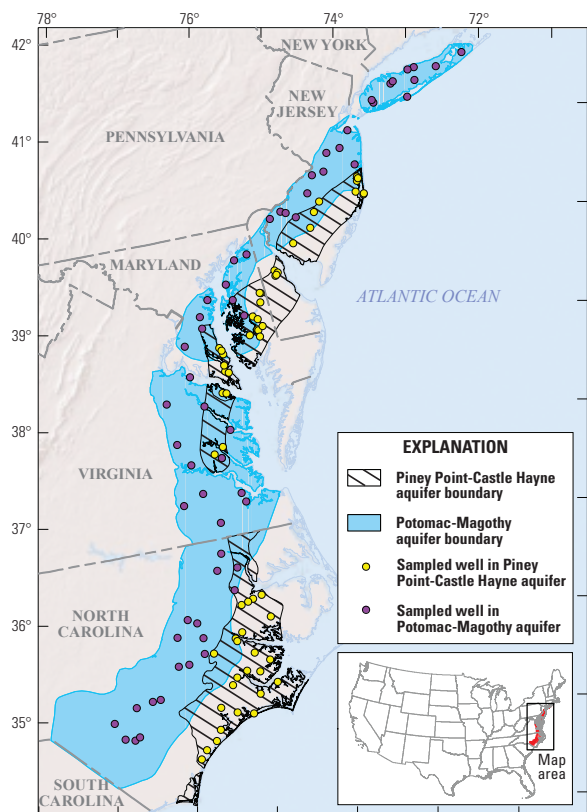 76° 74° 72°
42°
NEW YORK
NEW
JERSEY
PENNSYLVANIA
41°
40°
MARYLAND
ATLANTIC OCEAN
78°
39°
38°
VIRGINIA
37°
NORTH
CAROLINA
36°
35°
SOUTH
CAROLINA
EXPLANATION
Piney Point-Castle Hayne
aquifer boundary
Potomac-Magothy
aquifer boundary
Sampled well in Piney
Point-Castle Hayne aquifer
Sampled well in
Potomac-Magothy aquifer
Map
area